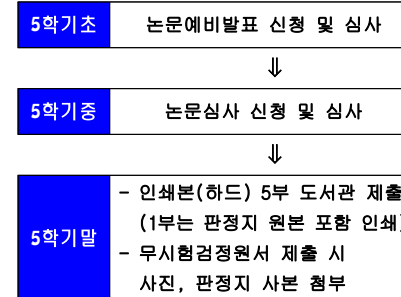 5학기초 논문예비발표 신청 및 심사
⇓
5학기중 논문심사 신청 및 심사
⇓
5학기말
- 인쇄본(하드) 5부 도서관 제출
(1부는 판정지 원본 포함 인쇄)
- 무시험검정원서 제출 시
사진, 판정지 사본 첨부